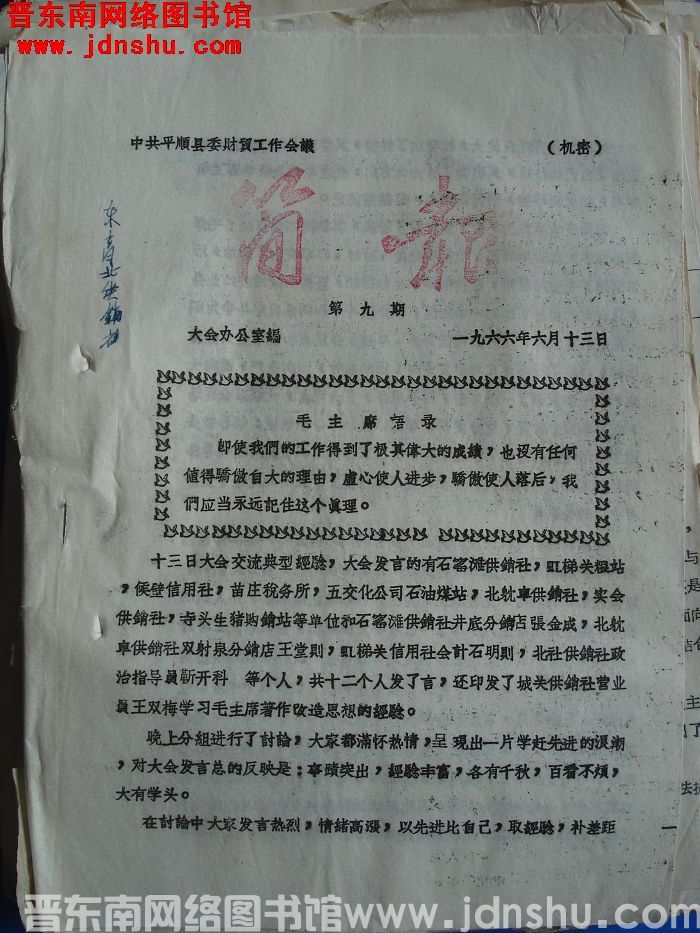 晋东南网络图书馆
www.jdnshu.com
中共平順县委財貿工作会議
（机密）
简 报
第九期
大会办公室編
一九六六年六月十三日
毛主席語录
即使我們的工作得到了极其偉大的成績，也沒有任何
值得驕傲自大的理由，虛心使人进步，驕傲使人落后，我
們应当永远記住这个眞理。
十三日大会交流典型經驗，大会发言的有石窰滩供銷社，虹梯关粮站
，侯壁信用社，苗庄稅务所，五交化公司石油煤站，北躭車供銷社，实会
供銷社，寺头生猪购銷站等单位和石窰滩供銷社井底分銷店張金成，北躭
車供銷社双射泉分銷店王堂則，虹梯关信用社会計石明則，北社供銷社政
治指导員靳开科 等个人，共十二个人发了言，还印发了城关供銷社营业
員王双梅学习毛主席著作改造思想的經驗。
晚上分組进行了討論，大家都滿怀热情，呈現出一片学赶先进的浪潮
，对大会发言总的反映是：事蹟突出，經驗丰富，各有千秋，百看不煩，
大有学头。
在討論中大家发言热烈，情緒高漲，以先进比自己，取經驗，补差距
晋东南网络图书馆www.jdnshu.com